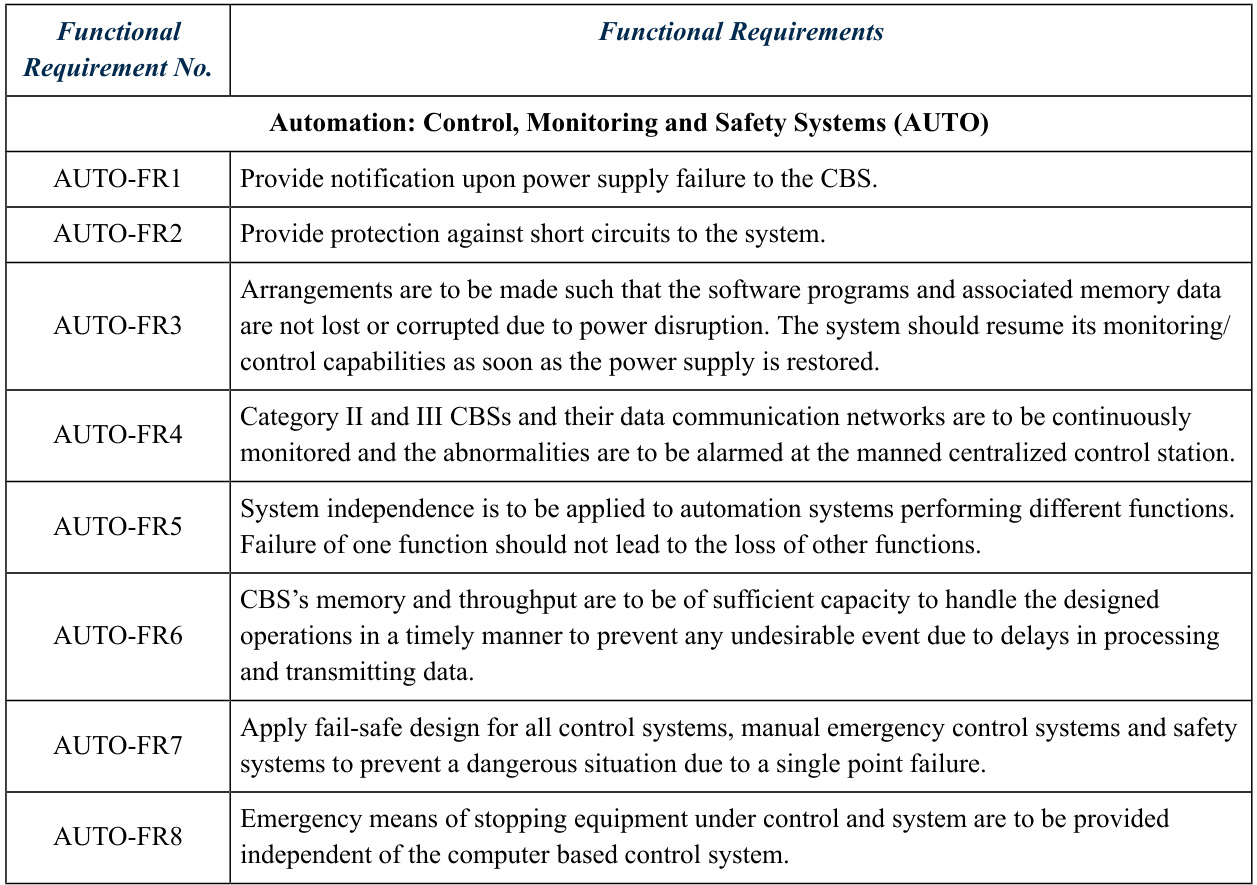 Functional
Requirement No.
Functional Requirements
Automation: Control, Monitoring and Safety Systems (AUTO)
AUTO-FR1
Provide notification upon power supply failure to the CBS.
AUTO-FR2
Provide protection against short circuits to the system.
AUTO-FR3
Arrangements are to be made such that the software programs and associated memory data
are not lost or corrupted due to power disruption. The system should resume its monitoring/
control capabilities as soon as the power supply is restored.
AUTO-FR4
Category II and III CBSs and their data communication networks are to be continuously
monitored and the abnormalities are to be alarmed at the manned centralized control station.
AUTO-FR5
System independence is to be applied to automation systems performing different functions.
Failure of one function should not lead to the loss of other functions.
AUTO-FR6
CBS’s memory and throughput are to be of sufficient capacity to handle the designed
operations in a timely manner to prevent any undesirable event due to delays in processing
and transmitting data.
AUTO-FR7
Apply fail-safe design for all control systems, manual emergency control systems and safety
systems to prevent a dangerous situation due to a single point failure.
AUTO-FR8
Emergency means of stopping equipment under control and system are to be provided
independent of the computer based control system.